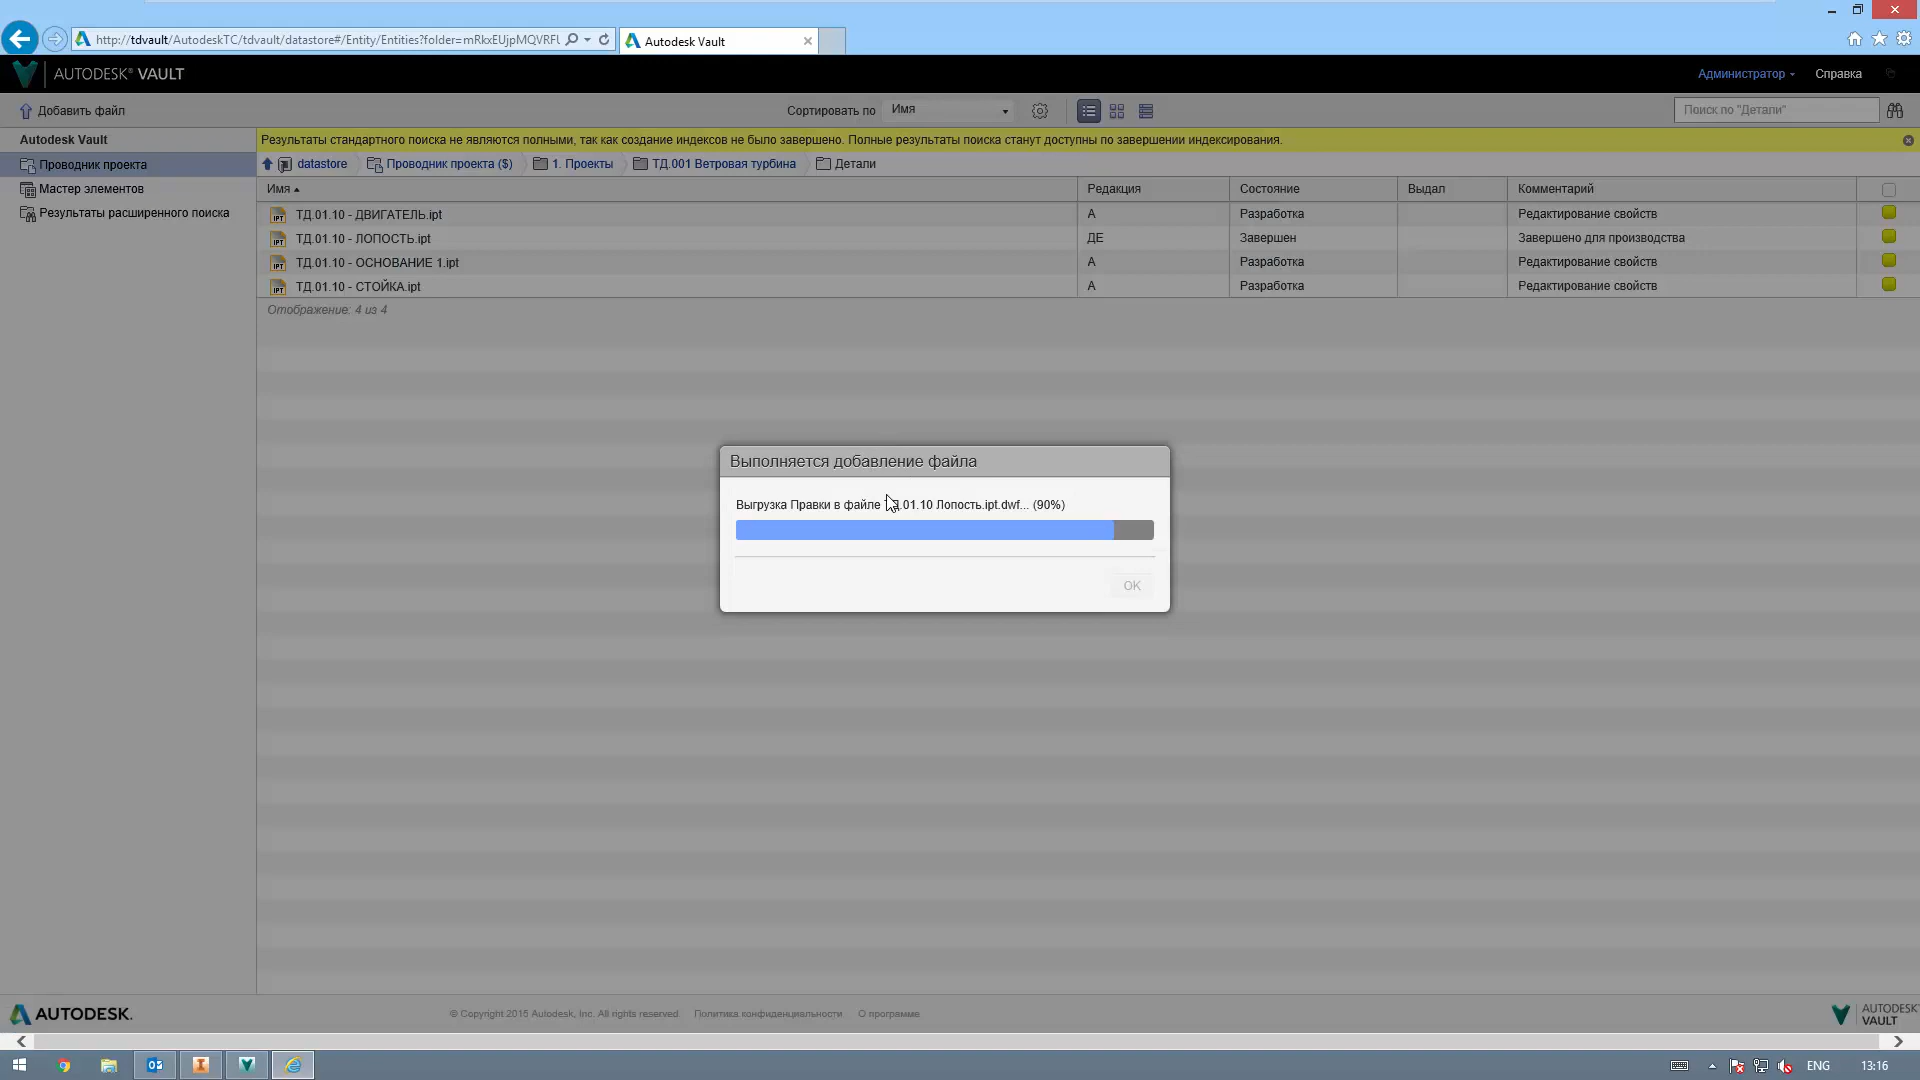 http://tdvault/AutodeskTC/tdvault/datastore#/Entity/Entities?folder=mRkxEUjpMQVRFl
Autodesk Vault
AUTODESK® VAULT
Администратор
Справка
Добавить файл
Сортировать по
Имя
Поиск по "Детали"
Autodesk Vault
Результаты стандартного поиска не являются полными, так как создание индексов не было завершено. Полные результаты поиска станут доступны по завершении индексирования.
Проводник проекта
datastore
Проводник проекта ($)
1. Проекты
ТД.001 Ветровая турбина
Детали
Мастер элементов
Имя
Редакция
Состояние
Выдал
Комментарий
Результаты расширенного поиска
IPT ТД.01.10 - ДВИГАТЕЛЬ.ipt
А
Разработка
Редактирование свойств
IPT ТД.01.10 - ЛОПОСТЬ.ipt
ДЕ
Завершен
Завершено для производства
IPT ТД.01.10 - ОСНОВАНИЕ 1.ipt
А
Разработка
Редактирование свойств
IPT ТД.01.10 - СТОЙКА.ipt
А
Разработка
Редактирование свойств
Отображение: 4 из 4
Выполняется добавление файла
Выгрузка Правки в файле .01.10 Лопость.ipt.dwf... (90%)
OK
AUTODESK.
© Copyright 2015 Autodesk, Inc. All rights reserved.
Политика конфиденциальности
О программе
AUTODESK
VAULT
ENG
13:16